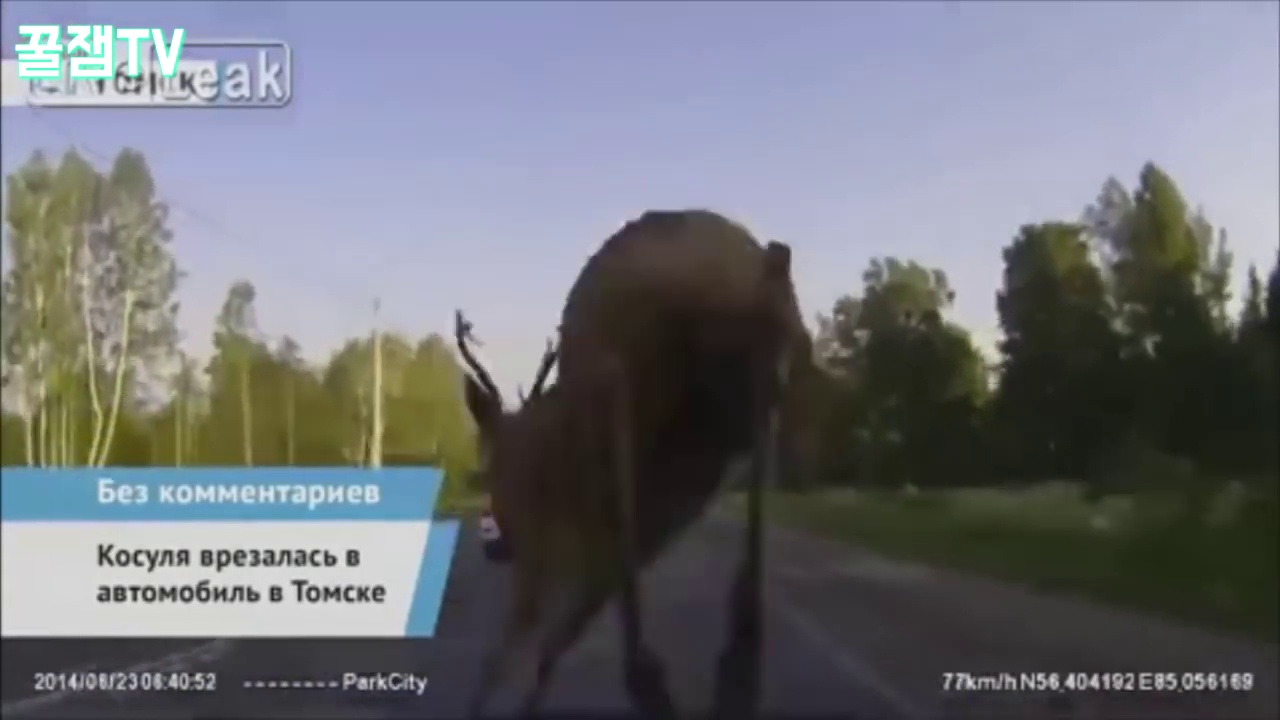 꿀잼TV
Leak
Без комментариев
Косуля врезалась в
автомобиль в Томске
2014/06/23 06:40:52 --------ParkCity
77km/h N56.404192 E85.056169